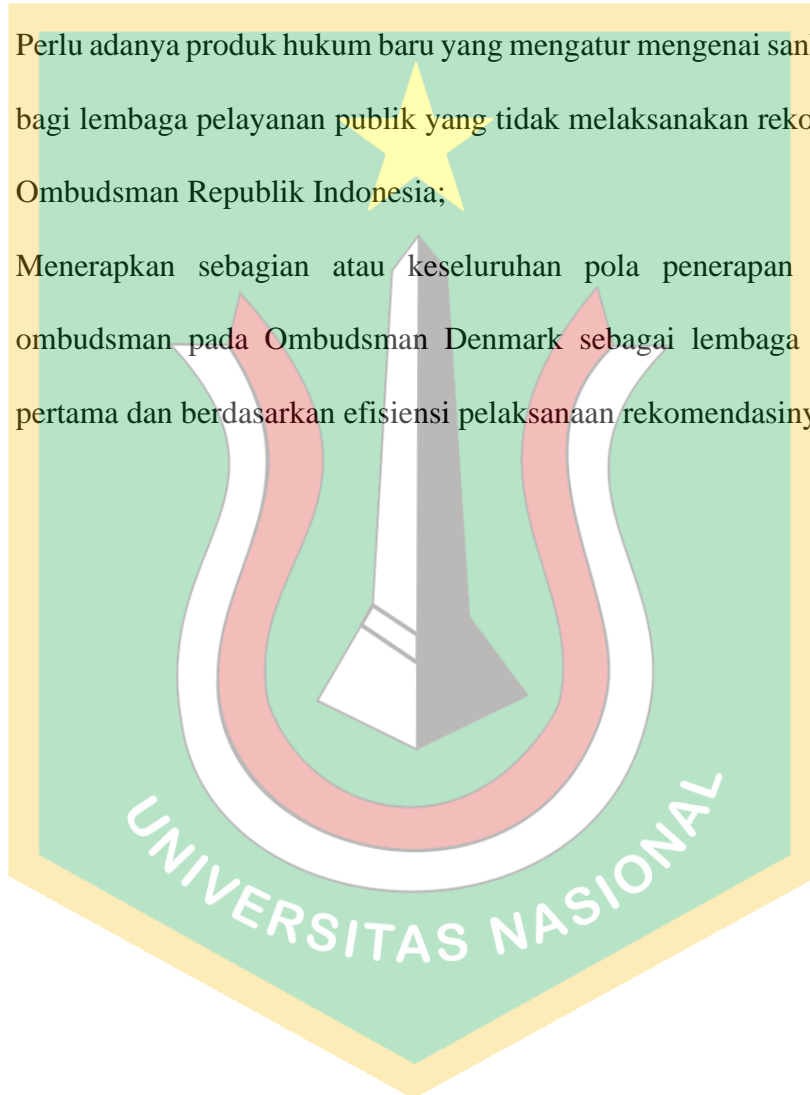 Perlu adanya produk hukum baru yang mengatur mengenai san
bagi lembaga pelayanan publik yang tidak melaksanakan reko
Ombudsman Republik Indonesia;
Menerapkan sebagian atau keseluruhan pola penerapan
ombudsman pada Ombudsman Denmark sebagai lembaga
pertama dan berdasarkan efisiensi pelaksanaan rekomendasiny
UNIVERSITAS NASIONAL